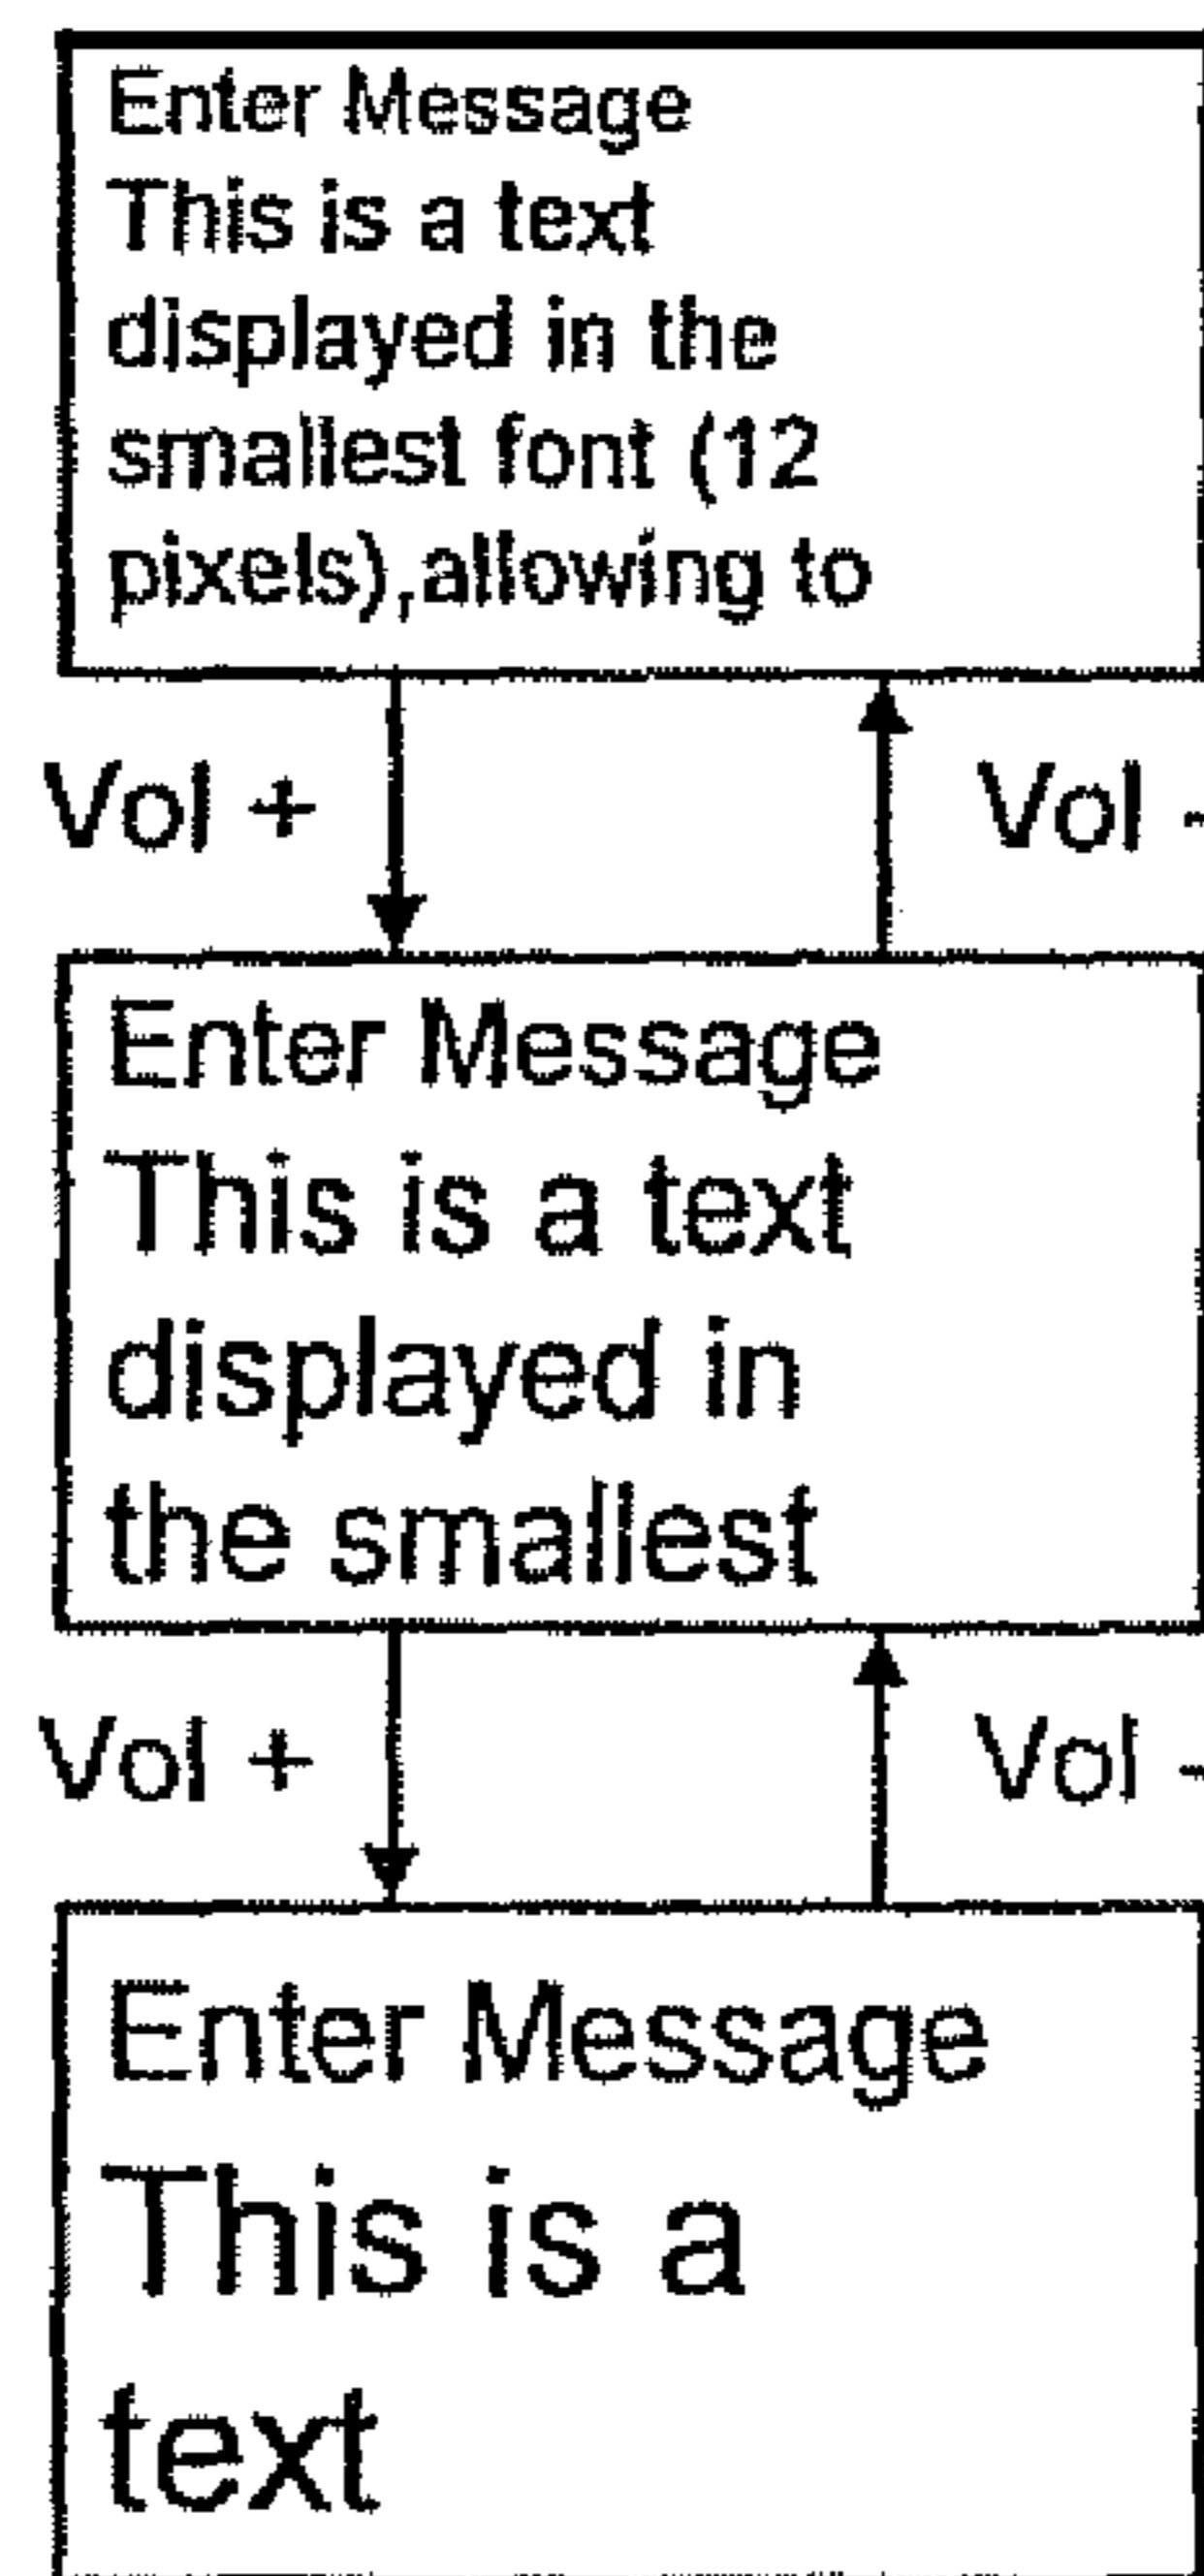 Enter Message
This is a text
displayed in the
smallest font (12
pixels),allowing to
Vol + Vol -
Enter Message
This is a text
displayed in
the smallest
Vol + Vol -
Enter Message
This is a
text